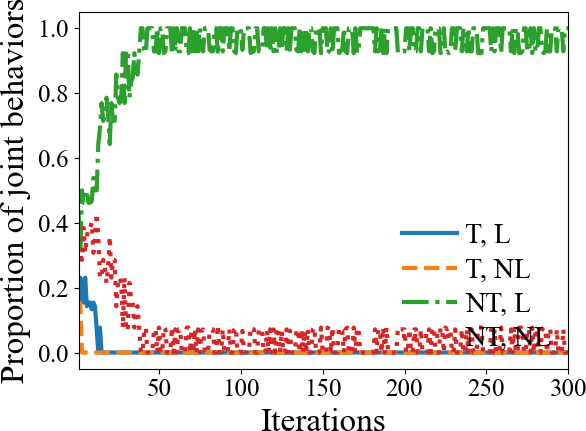 Proportion of joint behaviors
1.0
0.8
0.6
0.4
0.2
0.0
T, L
T, NL
NT, L
NT, NL
50
100
150
200
250
300
Iterations